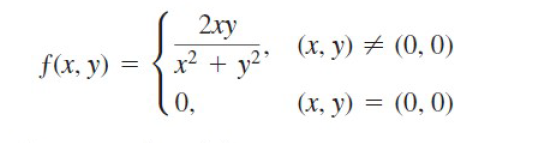 f(x, y) = { 2xy / (x² + y²), (x, y) ≠ (0, 0)
0, (x, y) = (0, 0)